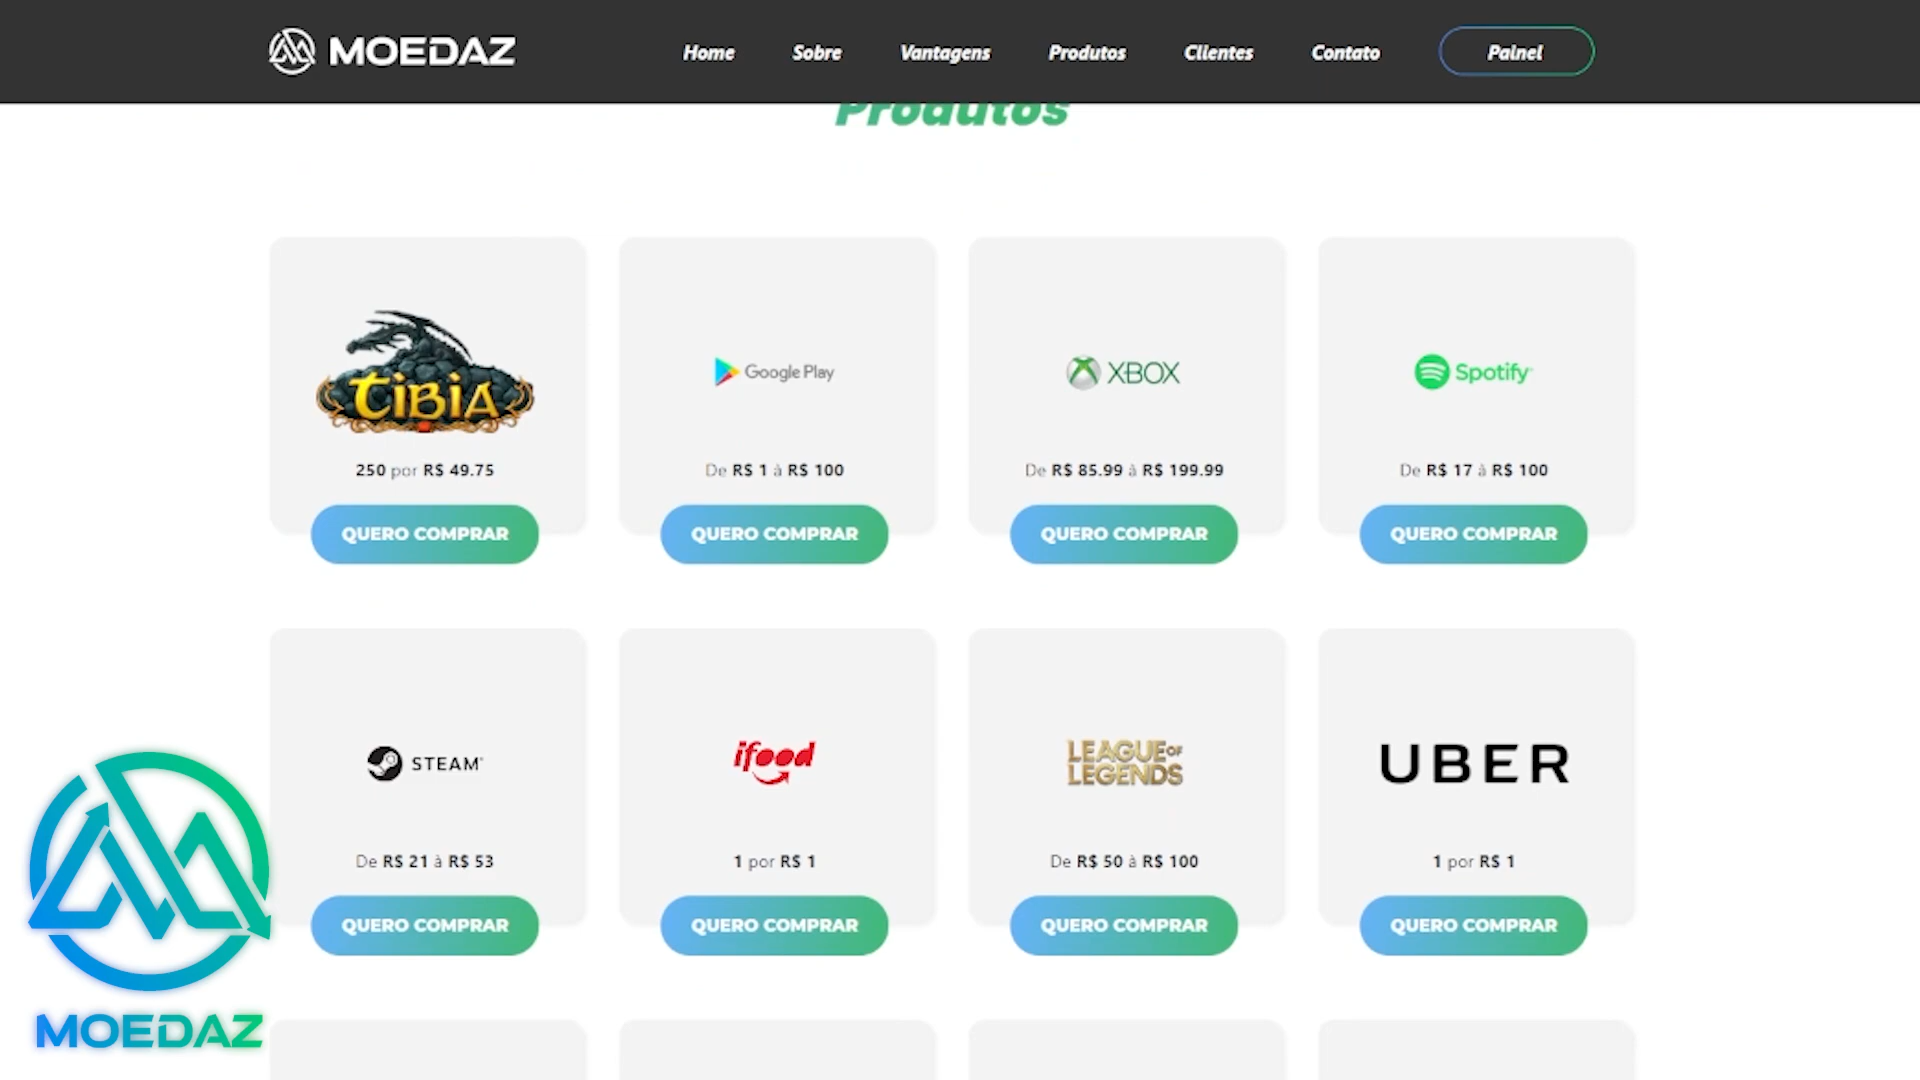 MOEDAZ
Home Sobre Vantagens Produtos Clientes Contato Painel
Produtos
TIBIA Google Play XBOX Spotify
250 por R$ 49.75 De R$ 1 à R$ 100 De R$ 85.99 à R$ 199.99 De R$ 17 à R$ 100
QUERO COMPRAR QUERO COMPRAR QUERO COMPRAR QUERO COMPRAR
STEAM ifood LEAGUE OF LEGENDS UBER
De R$ 21 à R$ 53 1 por R$ 1 De R$ 50 à R$ 100 1 por R$ 1
QUERO COMPRAR QUERO COMPRAR QUERO COMPRAR QUERO COMPRAR
MOEDAZ